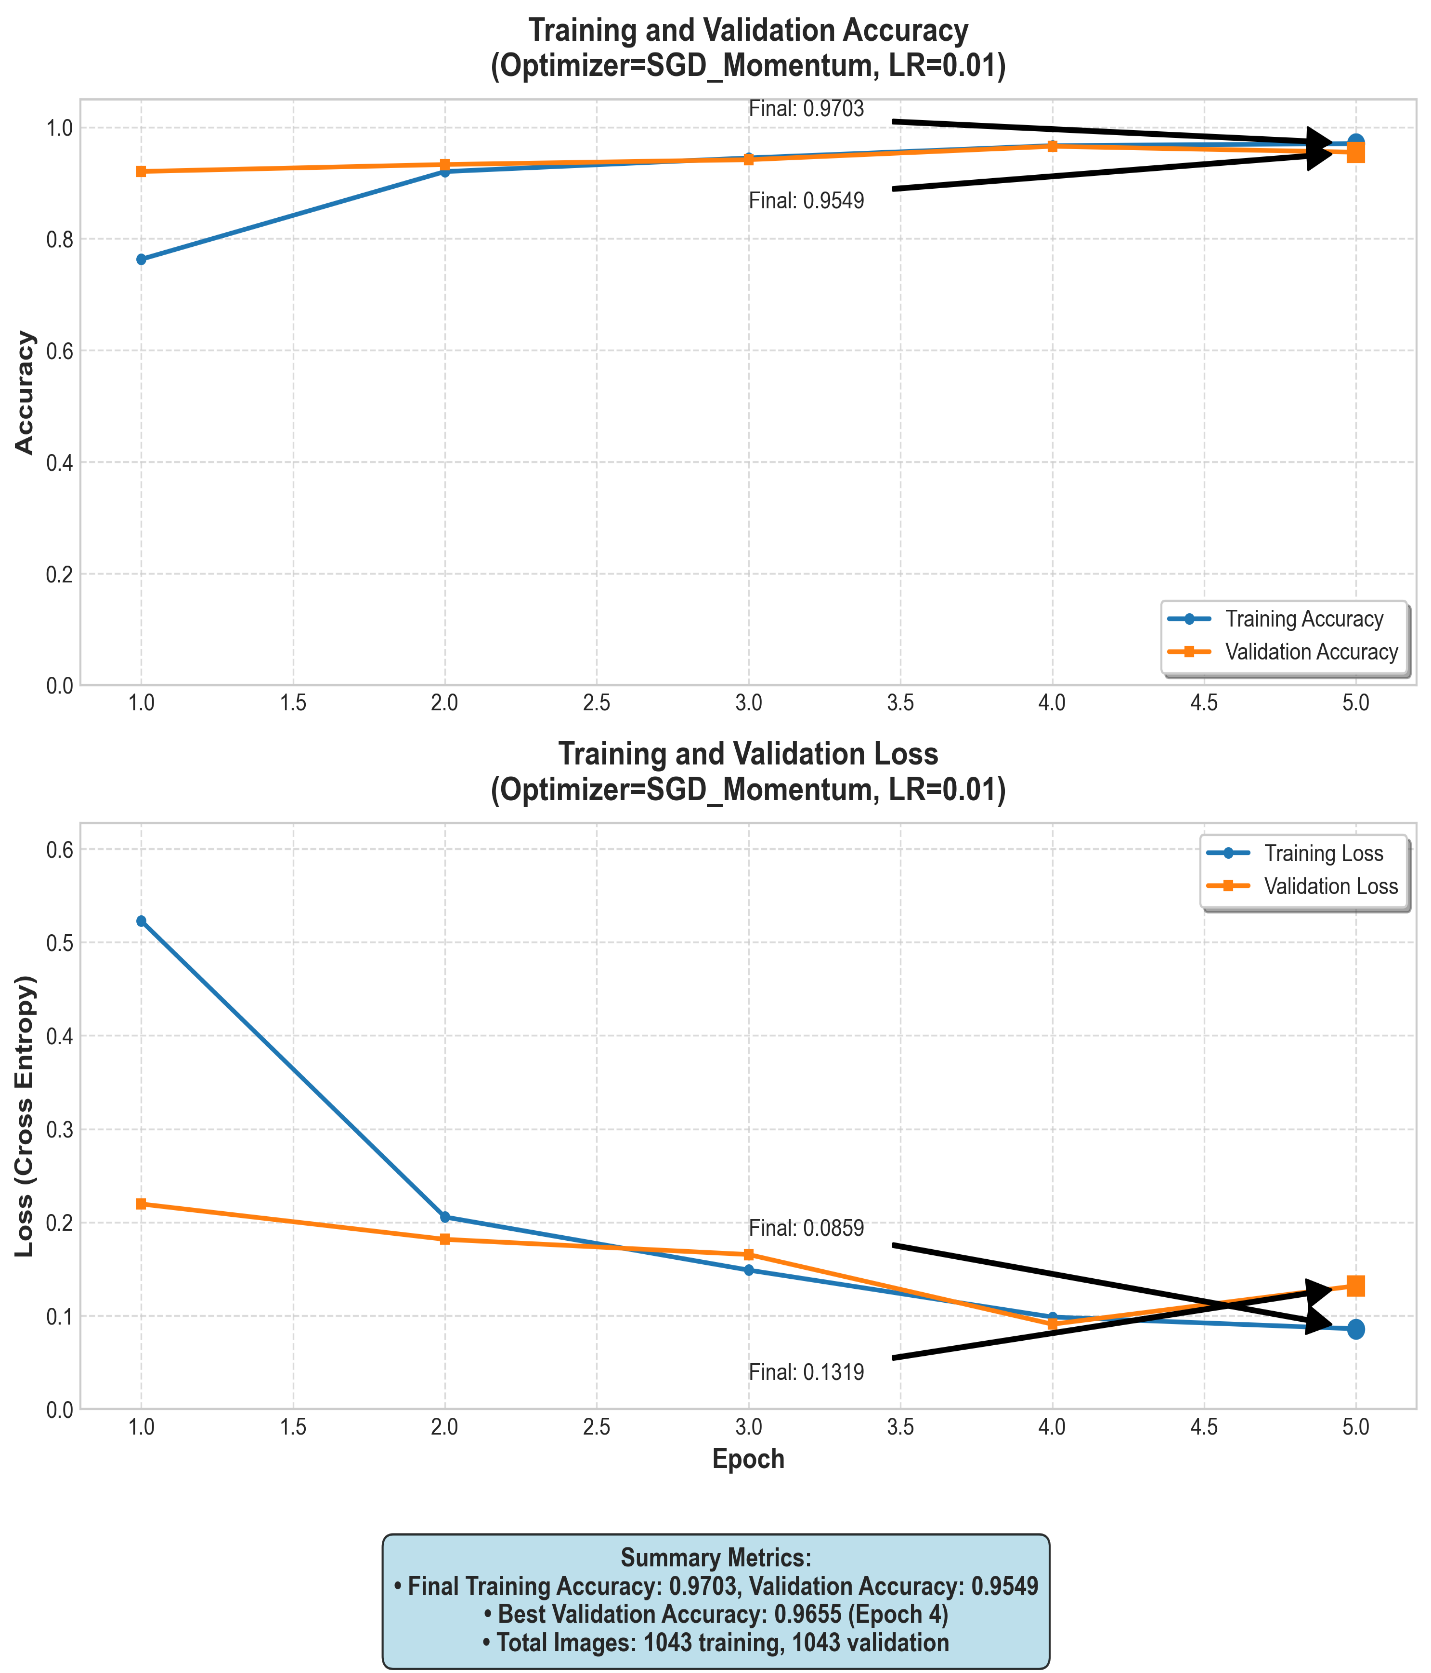 Training and Validation Accuracy
(Optimizer=SGD_Momentum, LR=0.01)
Final: 0.9703
Final: 0.9549
Accuracy
1.0
0.8
0.6
0.4
0.2
0.0
Training Accuracy
Validation Accuracy
1.0 1.5 2.0 2.5 3.0 3.5 4.0 4.5 5.0
Training and Validation Loss
(Optimizer=SGD_Momentum, LR=0.01)
Training Loss
Validation Loss
Loss (Cross Entropy)
0.6
0.5
0.4
0.3
0.2
0.1
0.0
Final: 0.0859
Final: 0.1319
1.0 1.5 2.0 2.5 3.0 3.5 4.0 4.5 5.0
Epoch
Summary Metrics:
• Final Training Accuracy: 0.9703, Validation Accuracy: 0.9549
• Best Validation Accuracy: 0.9655 (Epoch 4)
• Total Images: 1043 training, 1043 validation